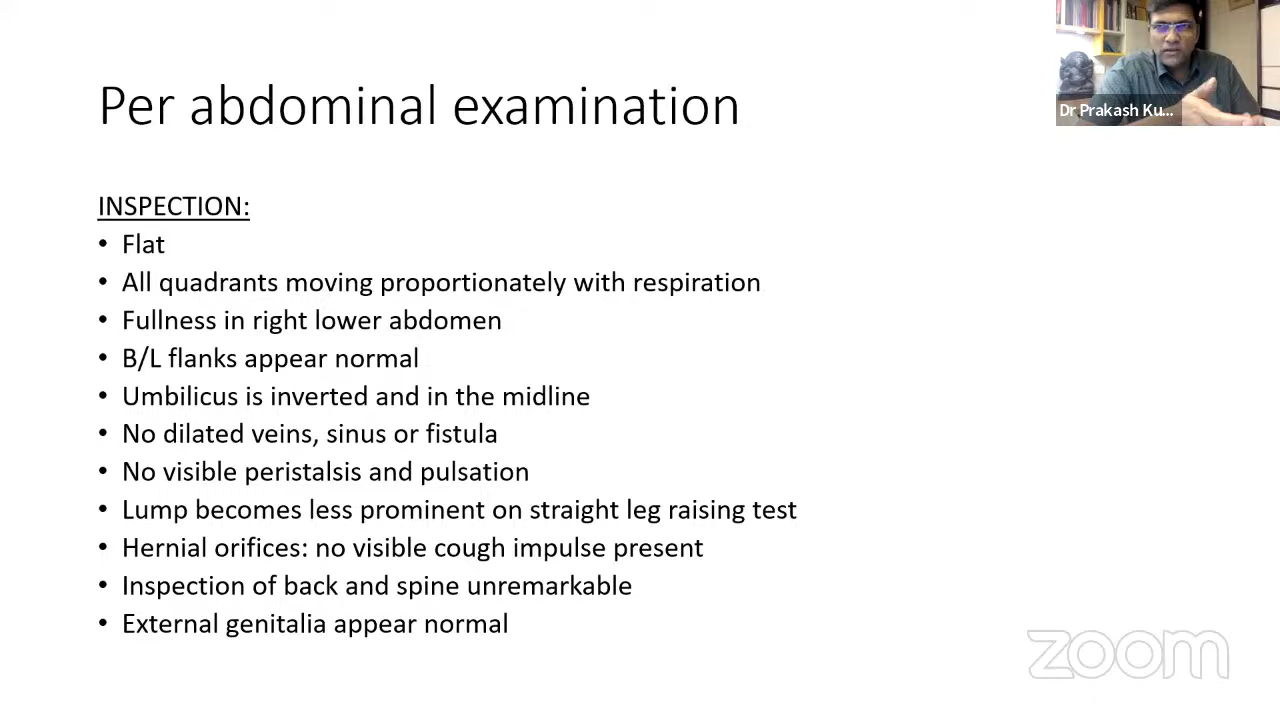 Per abdominal examination
Dr Prakash Ku...
INSPECTION:
• Flat
• All quadrants moving proportionately with respiration
• Fullness in right lower abdomen
• B/L flanks appear normal
• Umbilicus is inverted and in the midline
• No dilated veins, sinus or fistula
• No visible peristalsis and pulsation
• Lump becomes less prominent on straight leg raising test
• Hernial orifices: no visible cough impulse present
• Inspection of back and spine unremarkable
• External genitalia appear normal
zoom